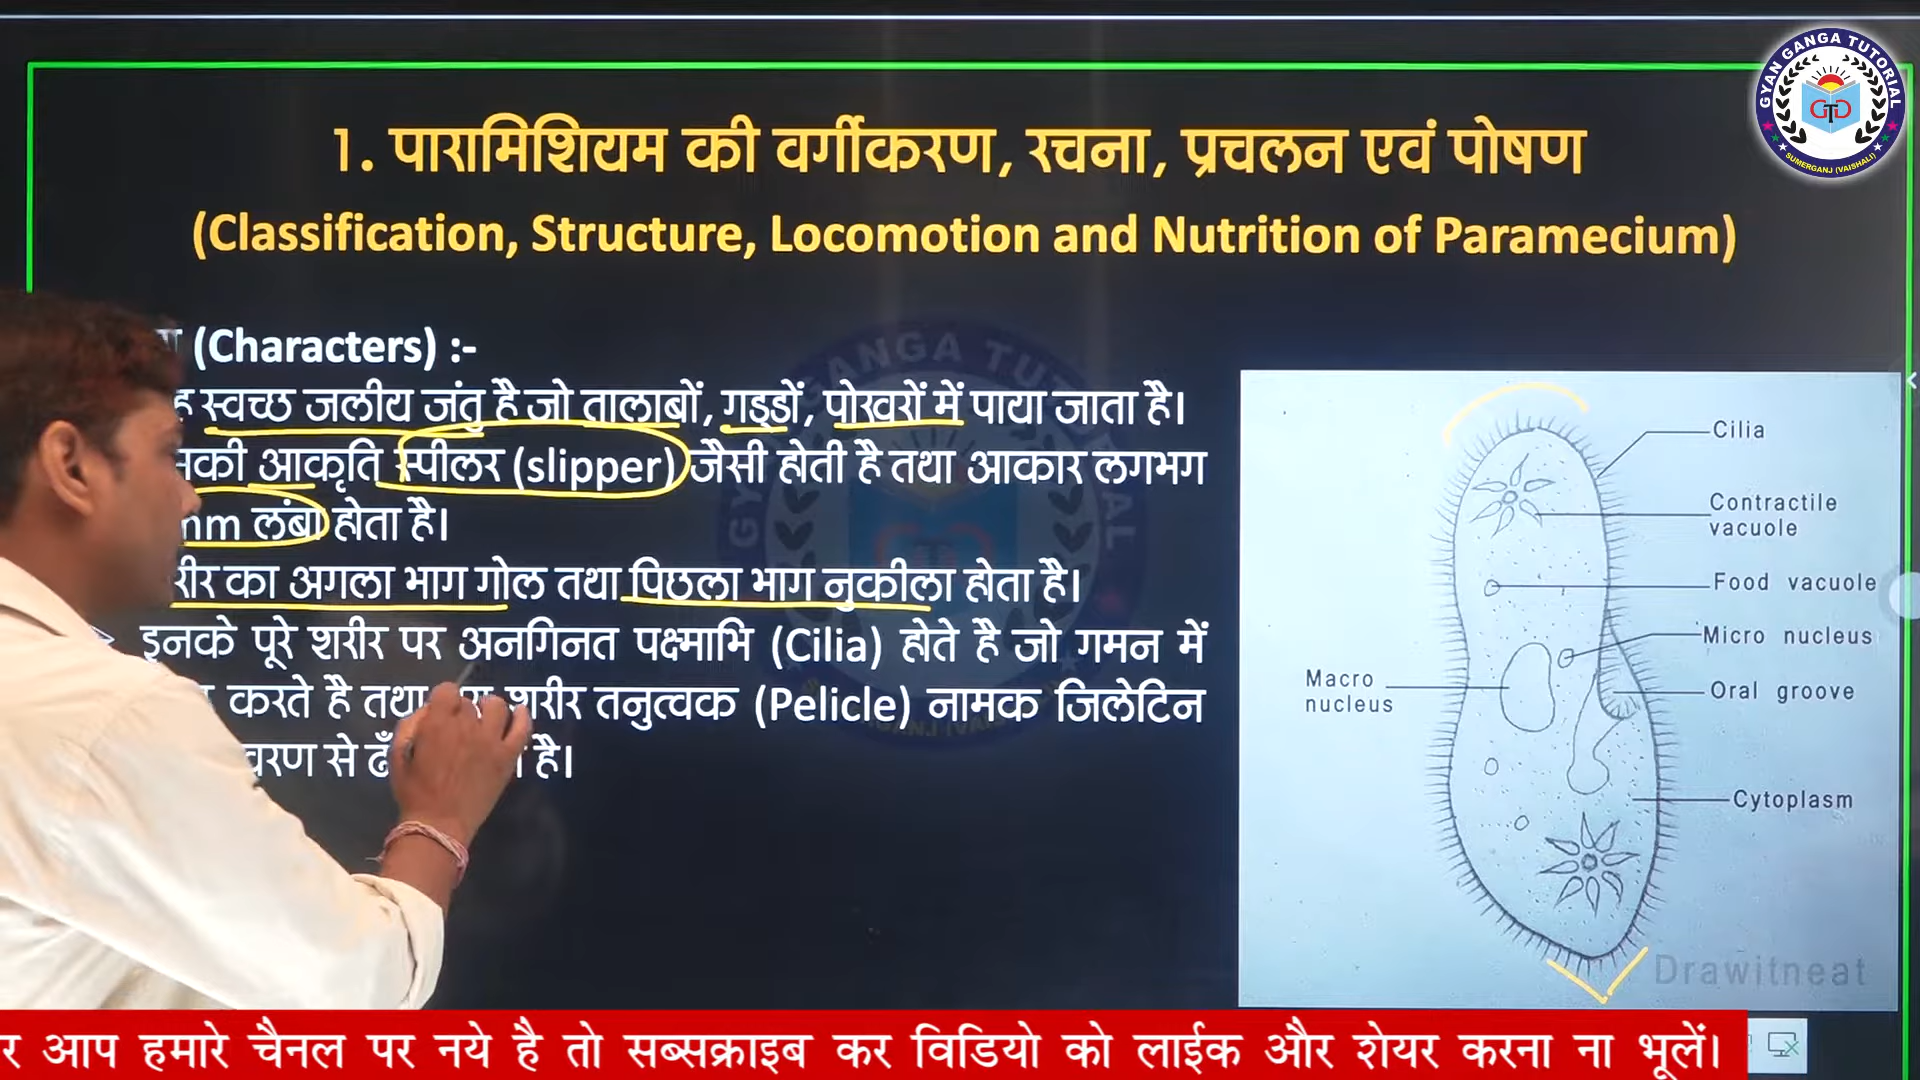 GYAN GANGA TUTORIAL
GTD
SUMERGANJ (VAISHALI)
1. पारामिशियम की वर्गीकरण, रचना, प्रचलन एवं पोषण
(Classification, Structure, Locomotion and Nutrition of Paramecium)
(Characters) :-
स्वच्छ जलीय जंतु है जो तालाबों, गड्डों, पोखरों में पाया जाता है।
आकृति स्पीलर (slipper) जैसी होती है तथा आकार लगभग
mm लंबा होता है।
का अगला भाग गोल तथा पिछला भाग नुकीला होता है।
इनके पूरे शरीर पर अनगिनत पक्ष्माभि (Cilia) होते है जो गमन में
करते है तथा शरीर तनुत्वक (Pelicle) नामक जिलेटिन
से है।
Cilia
Contractile
vacuole
Food vacuole
Micro nucleus
Macro
nucleus
Oral groove
Cytoplasm
Drawitneat
आप हमारे चैनल पर नये है तो सब्सक्राइब कर विडियो को लाईक और शेयर करना ना भूलें।